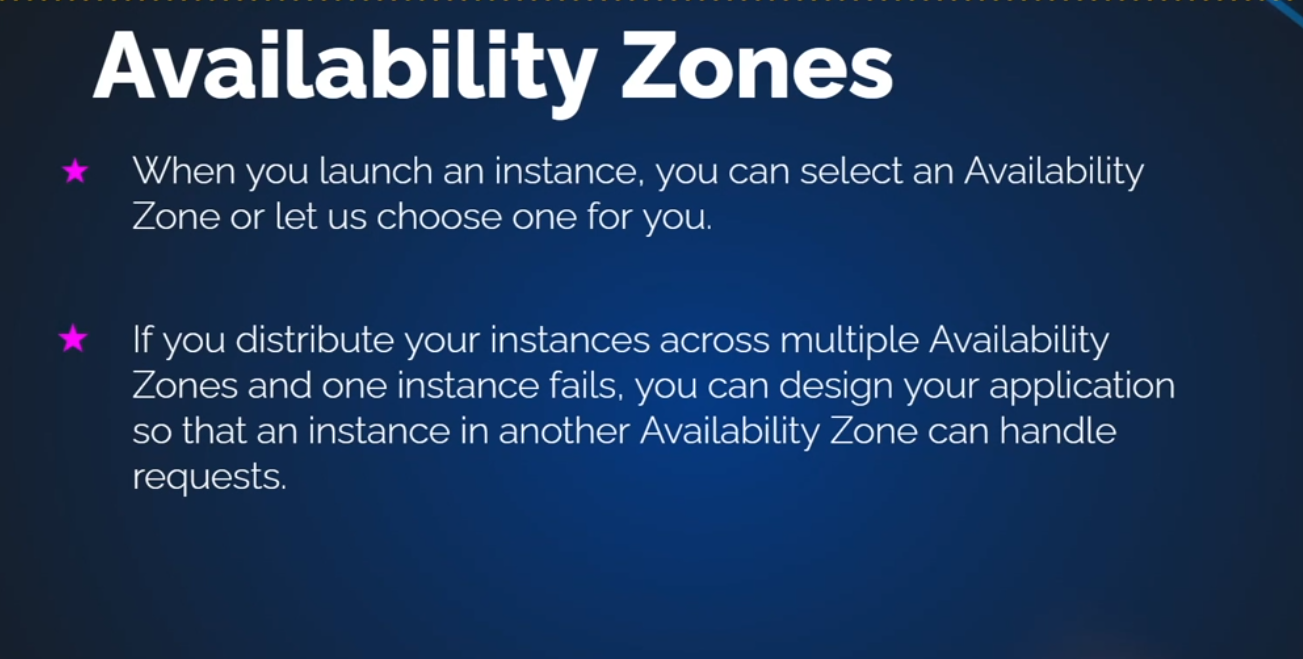 Availability Zones
When you launch an instance, you can select an Availability
Zone or let us choose one for you.
If you distribute your instances across multiple Availability
Zones and one instance fails, you can design your application
so that an instance in another Availability Zone can handle
requests.